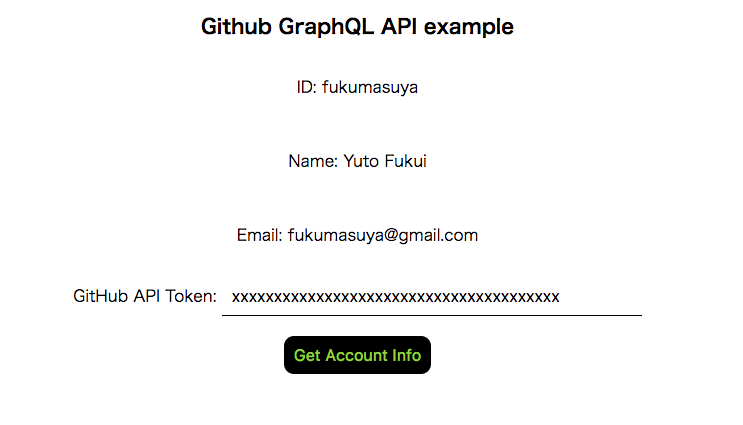 Github GraphQL API example
ID: fukumasuya
Name: Yuto Fukui
Email: fukumasuya@gmail.com
GitHub API Token: xxxxxxxxxxxxxxxxxxxxxxxxxxxxxxxxxxxxxxxx
Get Account Info